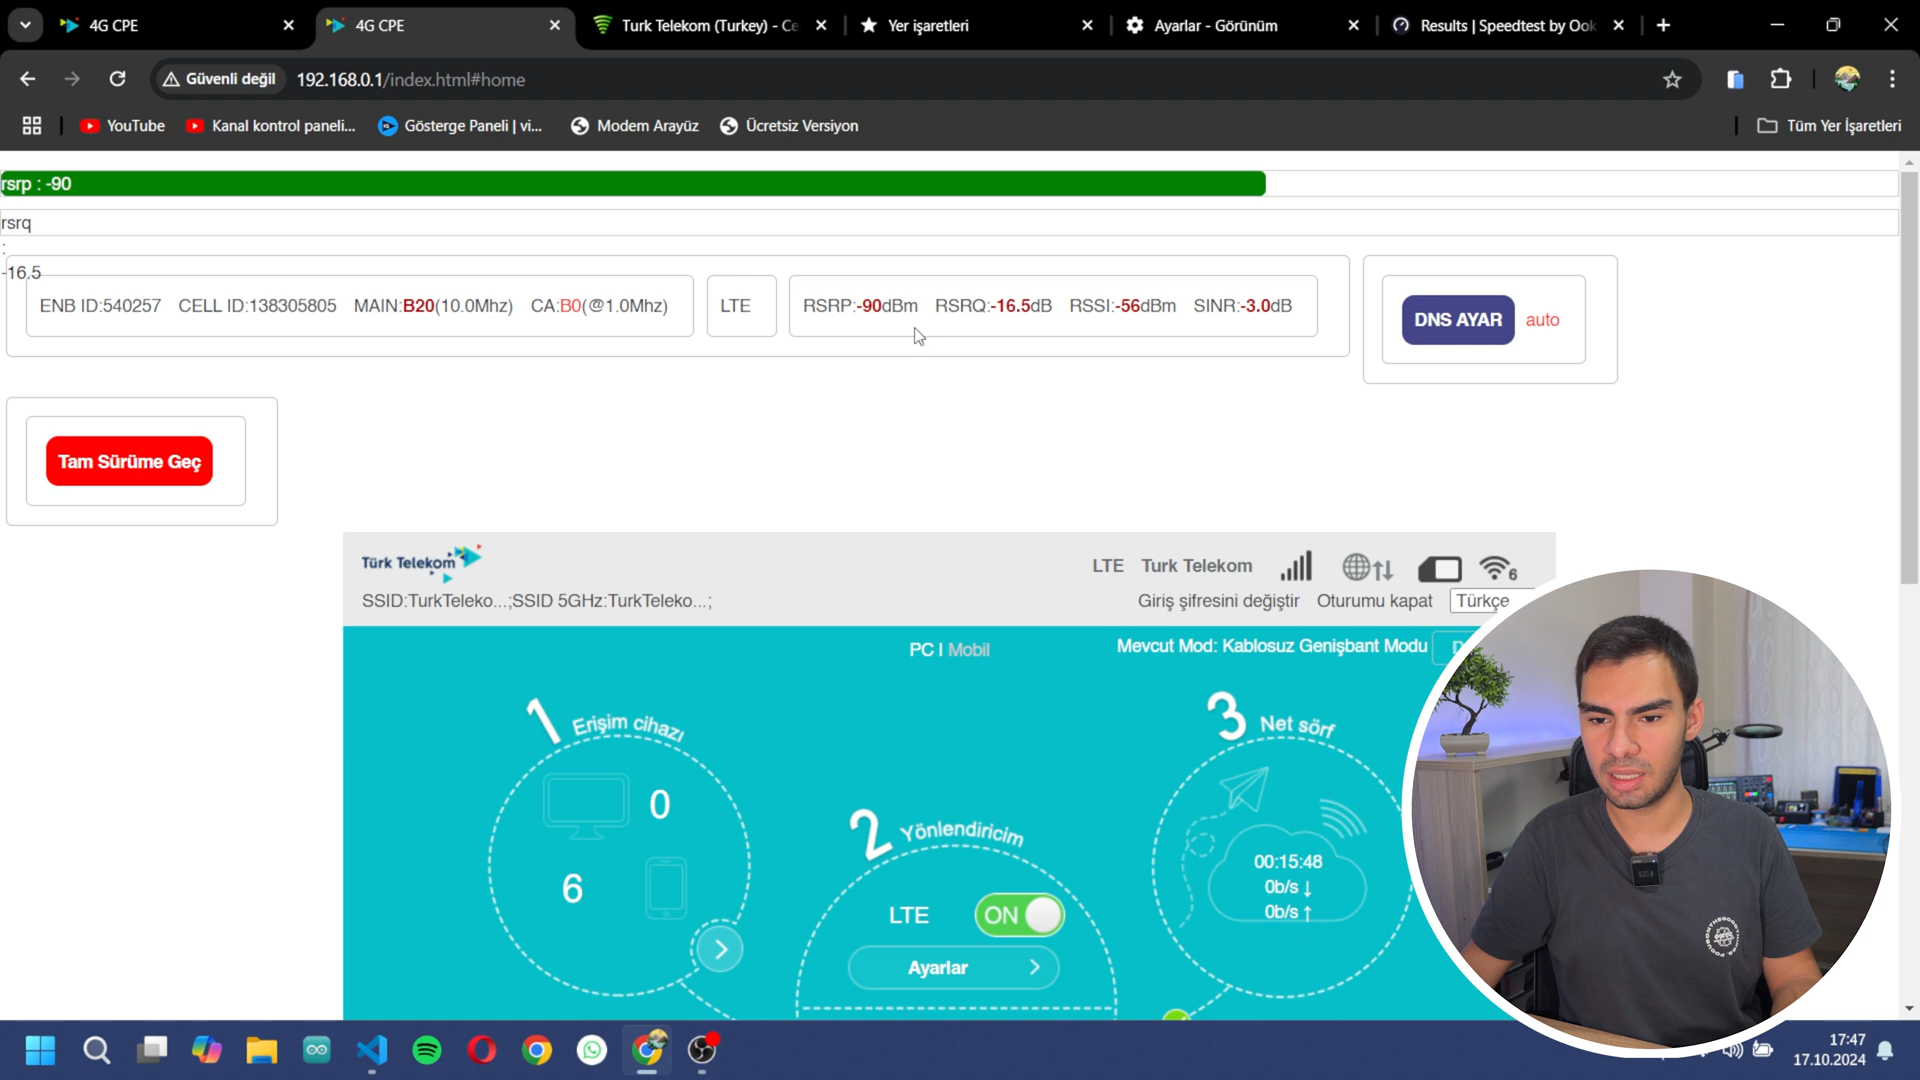 4G CPE
4G CPE
Turk Telekom (Turkey) - Ce
Yer işaretleri
Ayarlar - Görünüm
Results | Speedtest by Ook
Güvenli değil
192.168.0.1/index.html#home
YouTube
Kanal kontrol paneli...
Gösterge Paneli | vi...
Modem Arayüz
Ücretsiz Versiyon
Tüm Yer İşaretleri
rsrp : -90
rsrq
:
-16.5
ENB ID:540257 CELL ID:138305805 MAIN:B20(10.0Mhz) CA:B0(@1.0Mhz)
LTE
RSRP:-90dBm RSRQ:-16.5dB RSSI:-56dBm SINR:-3.0dB
DNS AYAR
auto
Tam Sürüme Geç
Türk Telekom
LTE Turk Telekom
6
SSID:TurkTeleko...;SSID 5GHz:TurkTeleko...;
Giriş şifresini değiştir Oturumu kapat Türkçe
PC | Mobil
Mevcut Mod: Kablosuz Genişbant Modu
1 Erişim cihazı
0
6
2 Yönlendiricim
LTE
ON
Ayarlar
3 Net sörf
00:15:48
0b/s ↓
0b/s ↑
17:47
17.10.2024